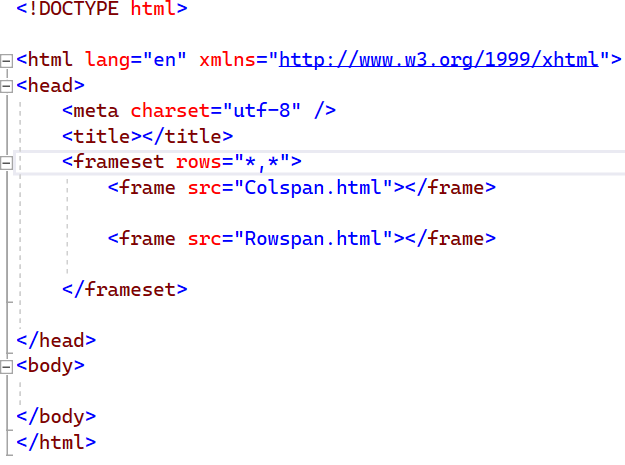 <!DOCTYPE html>
<html lang="en" xmlns="http://www.w3.org/1999/xhtml">
<head>
<meta charset="utf-8" />
<title></title>
<frameset rows="*,*">
<frame src="Colspan.html"></frame>
<frame src="Rowspan.html"></frame>
</frameset>
</head>
<body>
</body>
</html>